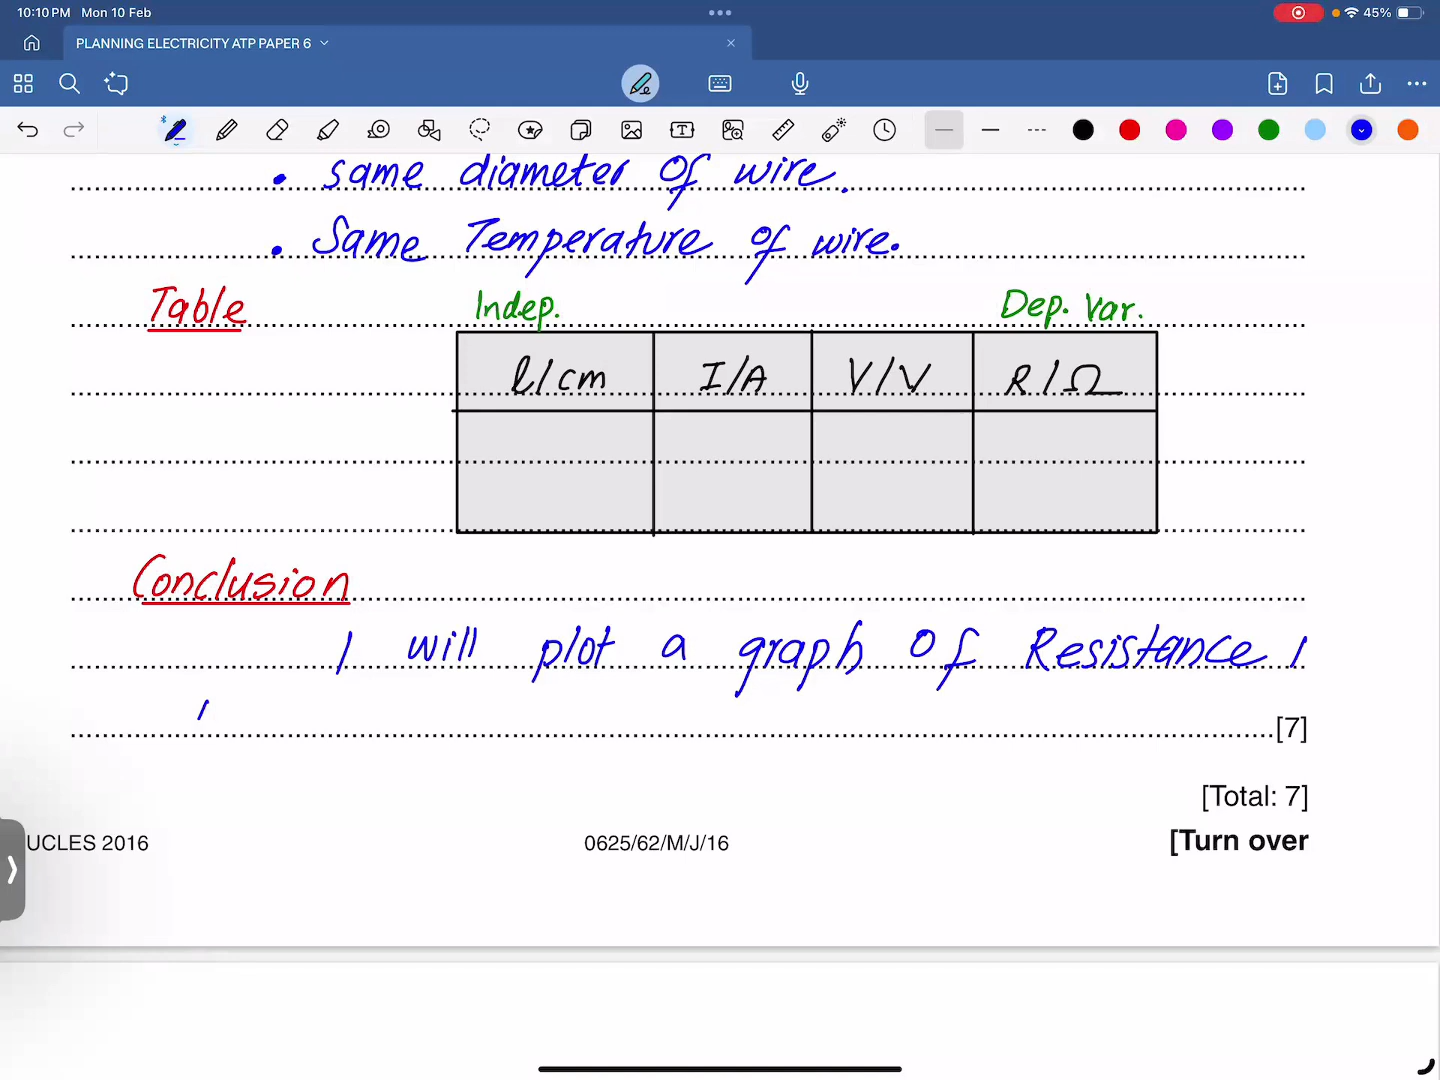 10:10 PM Mon 10 Feb
45%
PLANNING ELECTRICITY ATP PAPER 6
• same diameter of wire.
• Same Temperature of wire.
Table Indep. Dep. Var.
l/cm I/A V/V R/Ω
Conclusion
I will plot a graph of Resistance /
[7]
[Total: 7]
UCLES 2016 0625/62/M/J/16 [Turn over